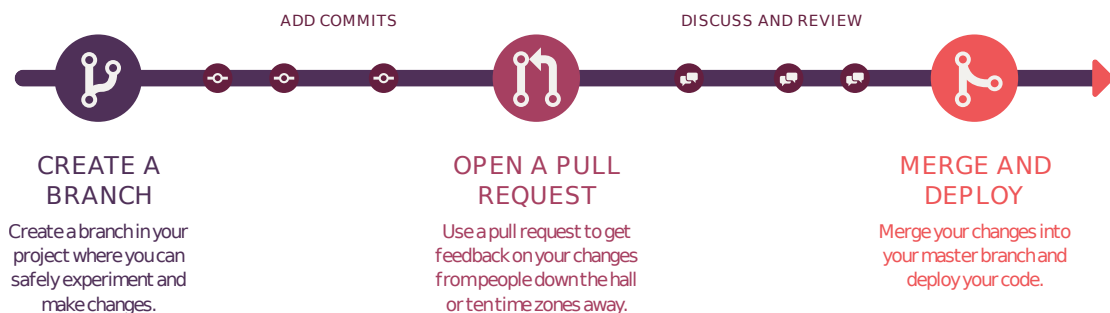 ADD COMMITS
DISCUSS AND REVIEW
CREATE A
BRANCH
Create a branch in your
project where you can
safely experiment and
make changes.
OPEN A PULL
REQUEST
Use a pull request to get
feedback on your changes
from people down the hall
or ten time zones away.
MERGE AND
DEPLOY
Merge your changes into
your master branch and
deploy your code.